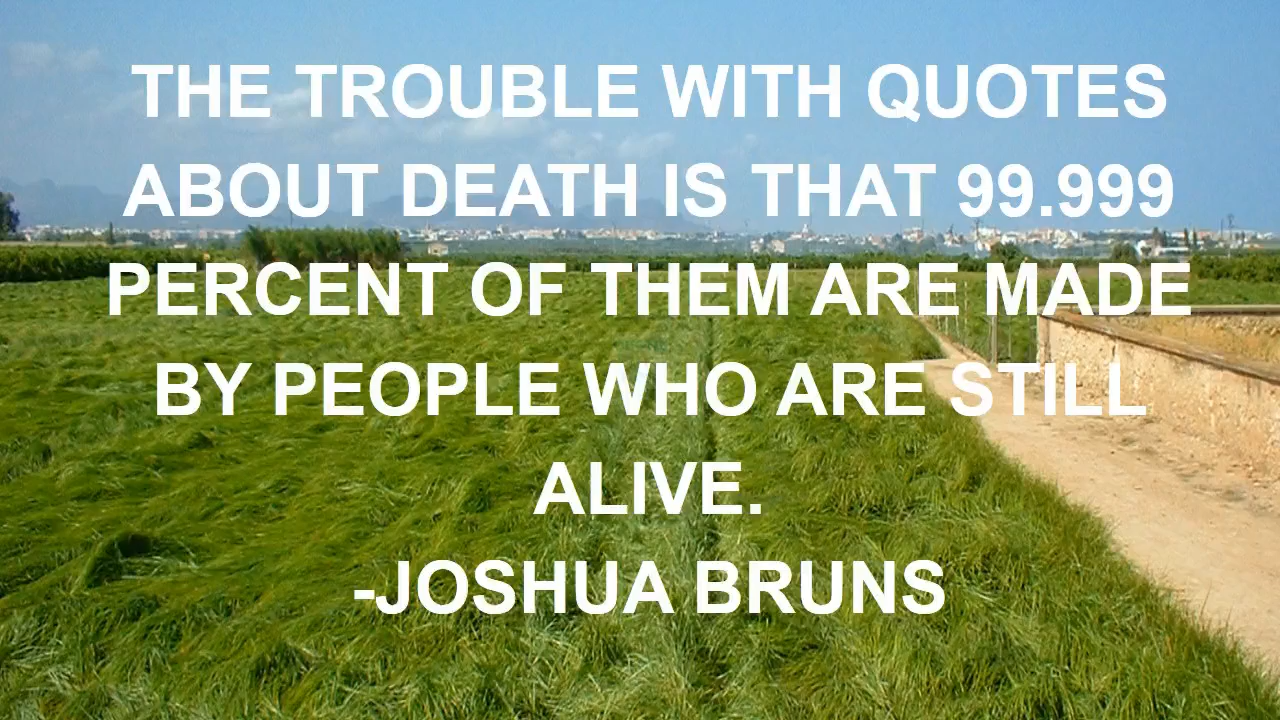 THE TROUBLE WITH QUOTES
ABOUT DEATH IS THAT 99.999
PERCENT OF THEM ARE MADE
BY PEOPLE WHO ARE STILL
ALIVE.
-JOSHUA BRUNS